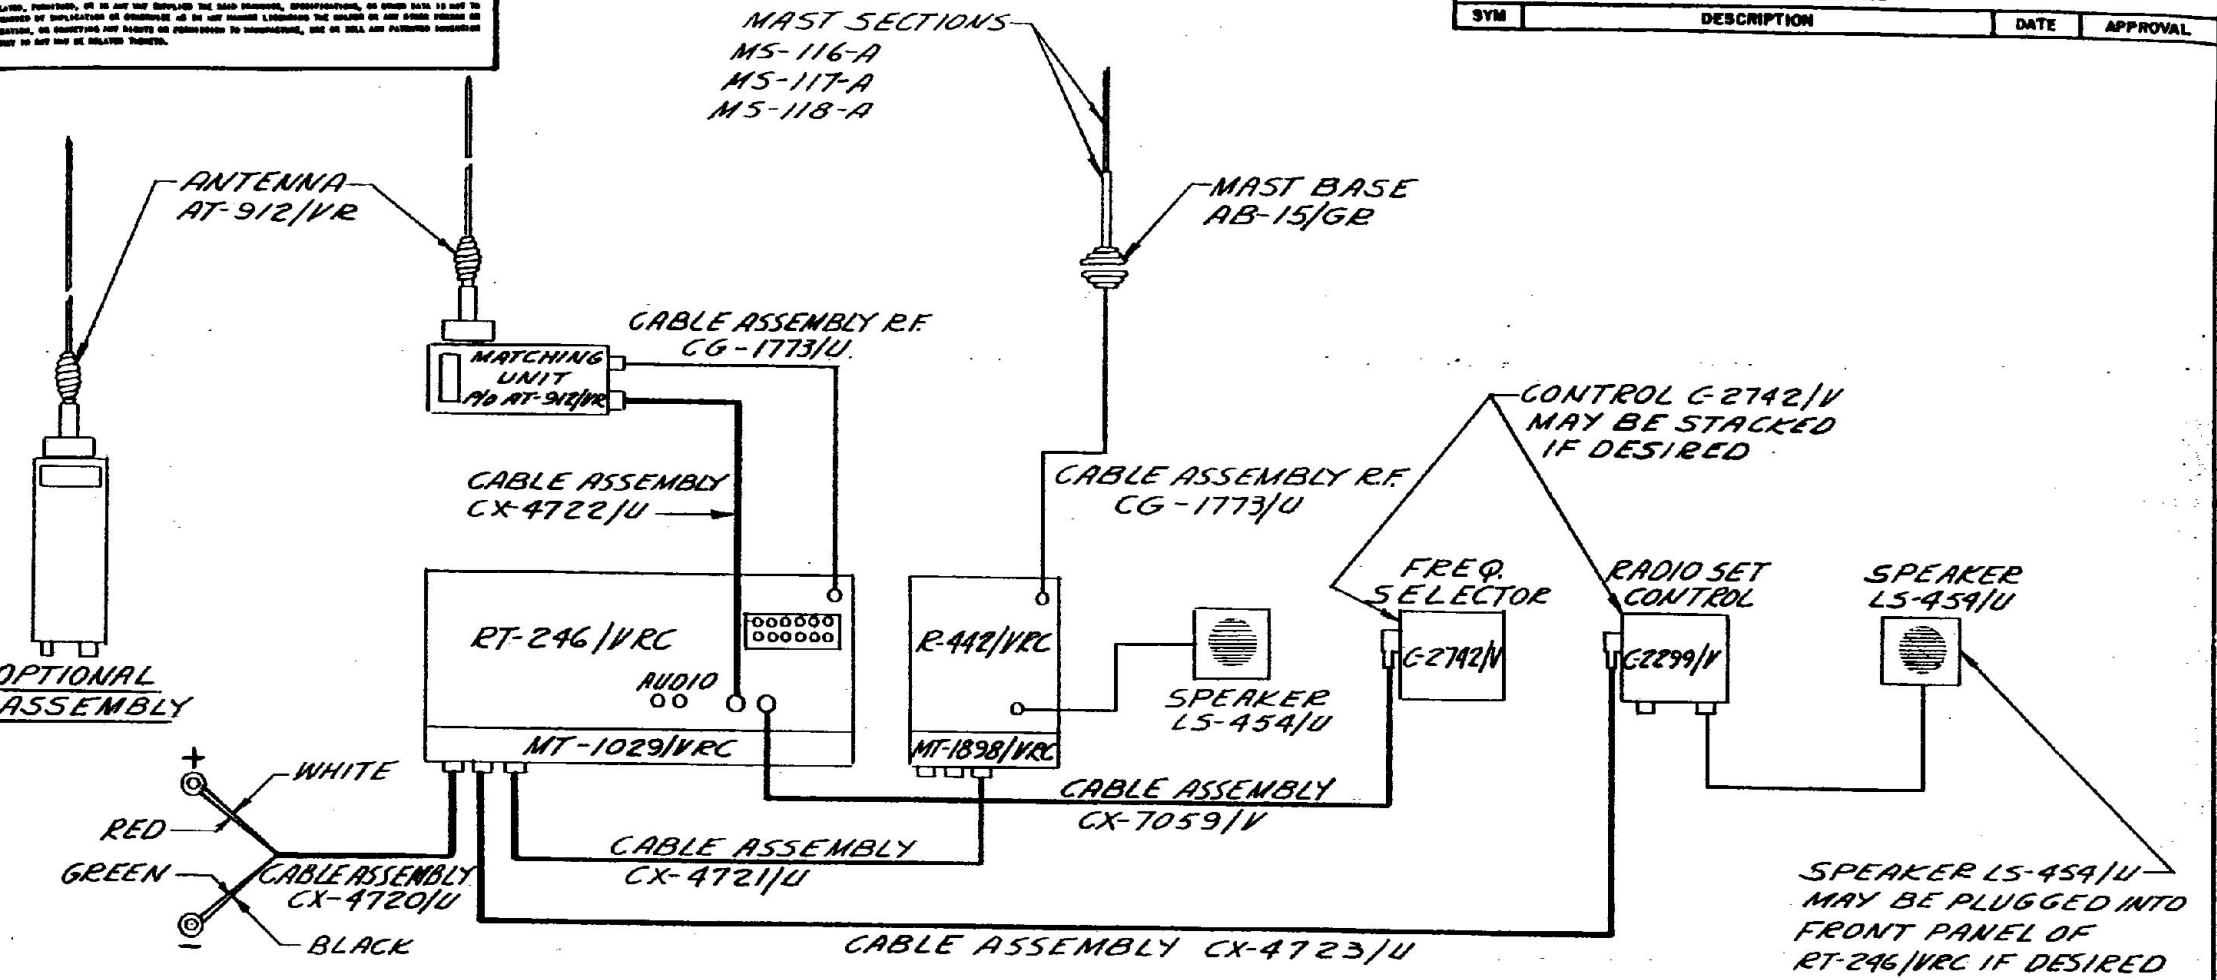 SYM DESCRIPTION DATE APPROVAL
MAST SECTIONS
MS-116-A
MS-117-A
MS-118-A
ANTENNA
AT-912/VR
MAST BASE
AB-15/GR
CABLE ASSEMBLY R.F.
CG-1773/U.
MATCHING
UNIT
P/O AT-912/VR
CONTROL C-2742/V
MAY BE STACKED
IF DESIRED
CABLE ASSEMBLY
CX-4722/U
CABLE ASSEMBLY R.F.
CG-1773/U
FREQ.
SELECTOR
C-2742/V
RADIO SET
CONTROL
C-2299/V
SPEAKER
LS-454/U
RT-246/VRC
AUDIO
MT-1029/VRC
R-442/VRC
MT-1898/VRC
SPEAKER
LS-454/U
OPTIONAL
ASSEMBLY
+
WHITE
RED
GREEN
BLACK
−
CABLE ASSEMBLY
CX-4720/U
CABLE ASSEMBLY
CX-4721/U
CABLE ASSEMBLY
CX-7059/V
CABLE ASSEMBLY CX-4723/U
SPEAKER LS-454/U
MAY BE PLUGGED INTO
FRONT PANEL OF
RT-246/VRC IF DESIRED